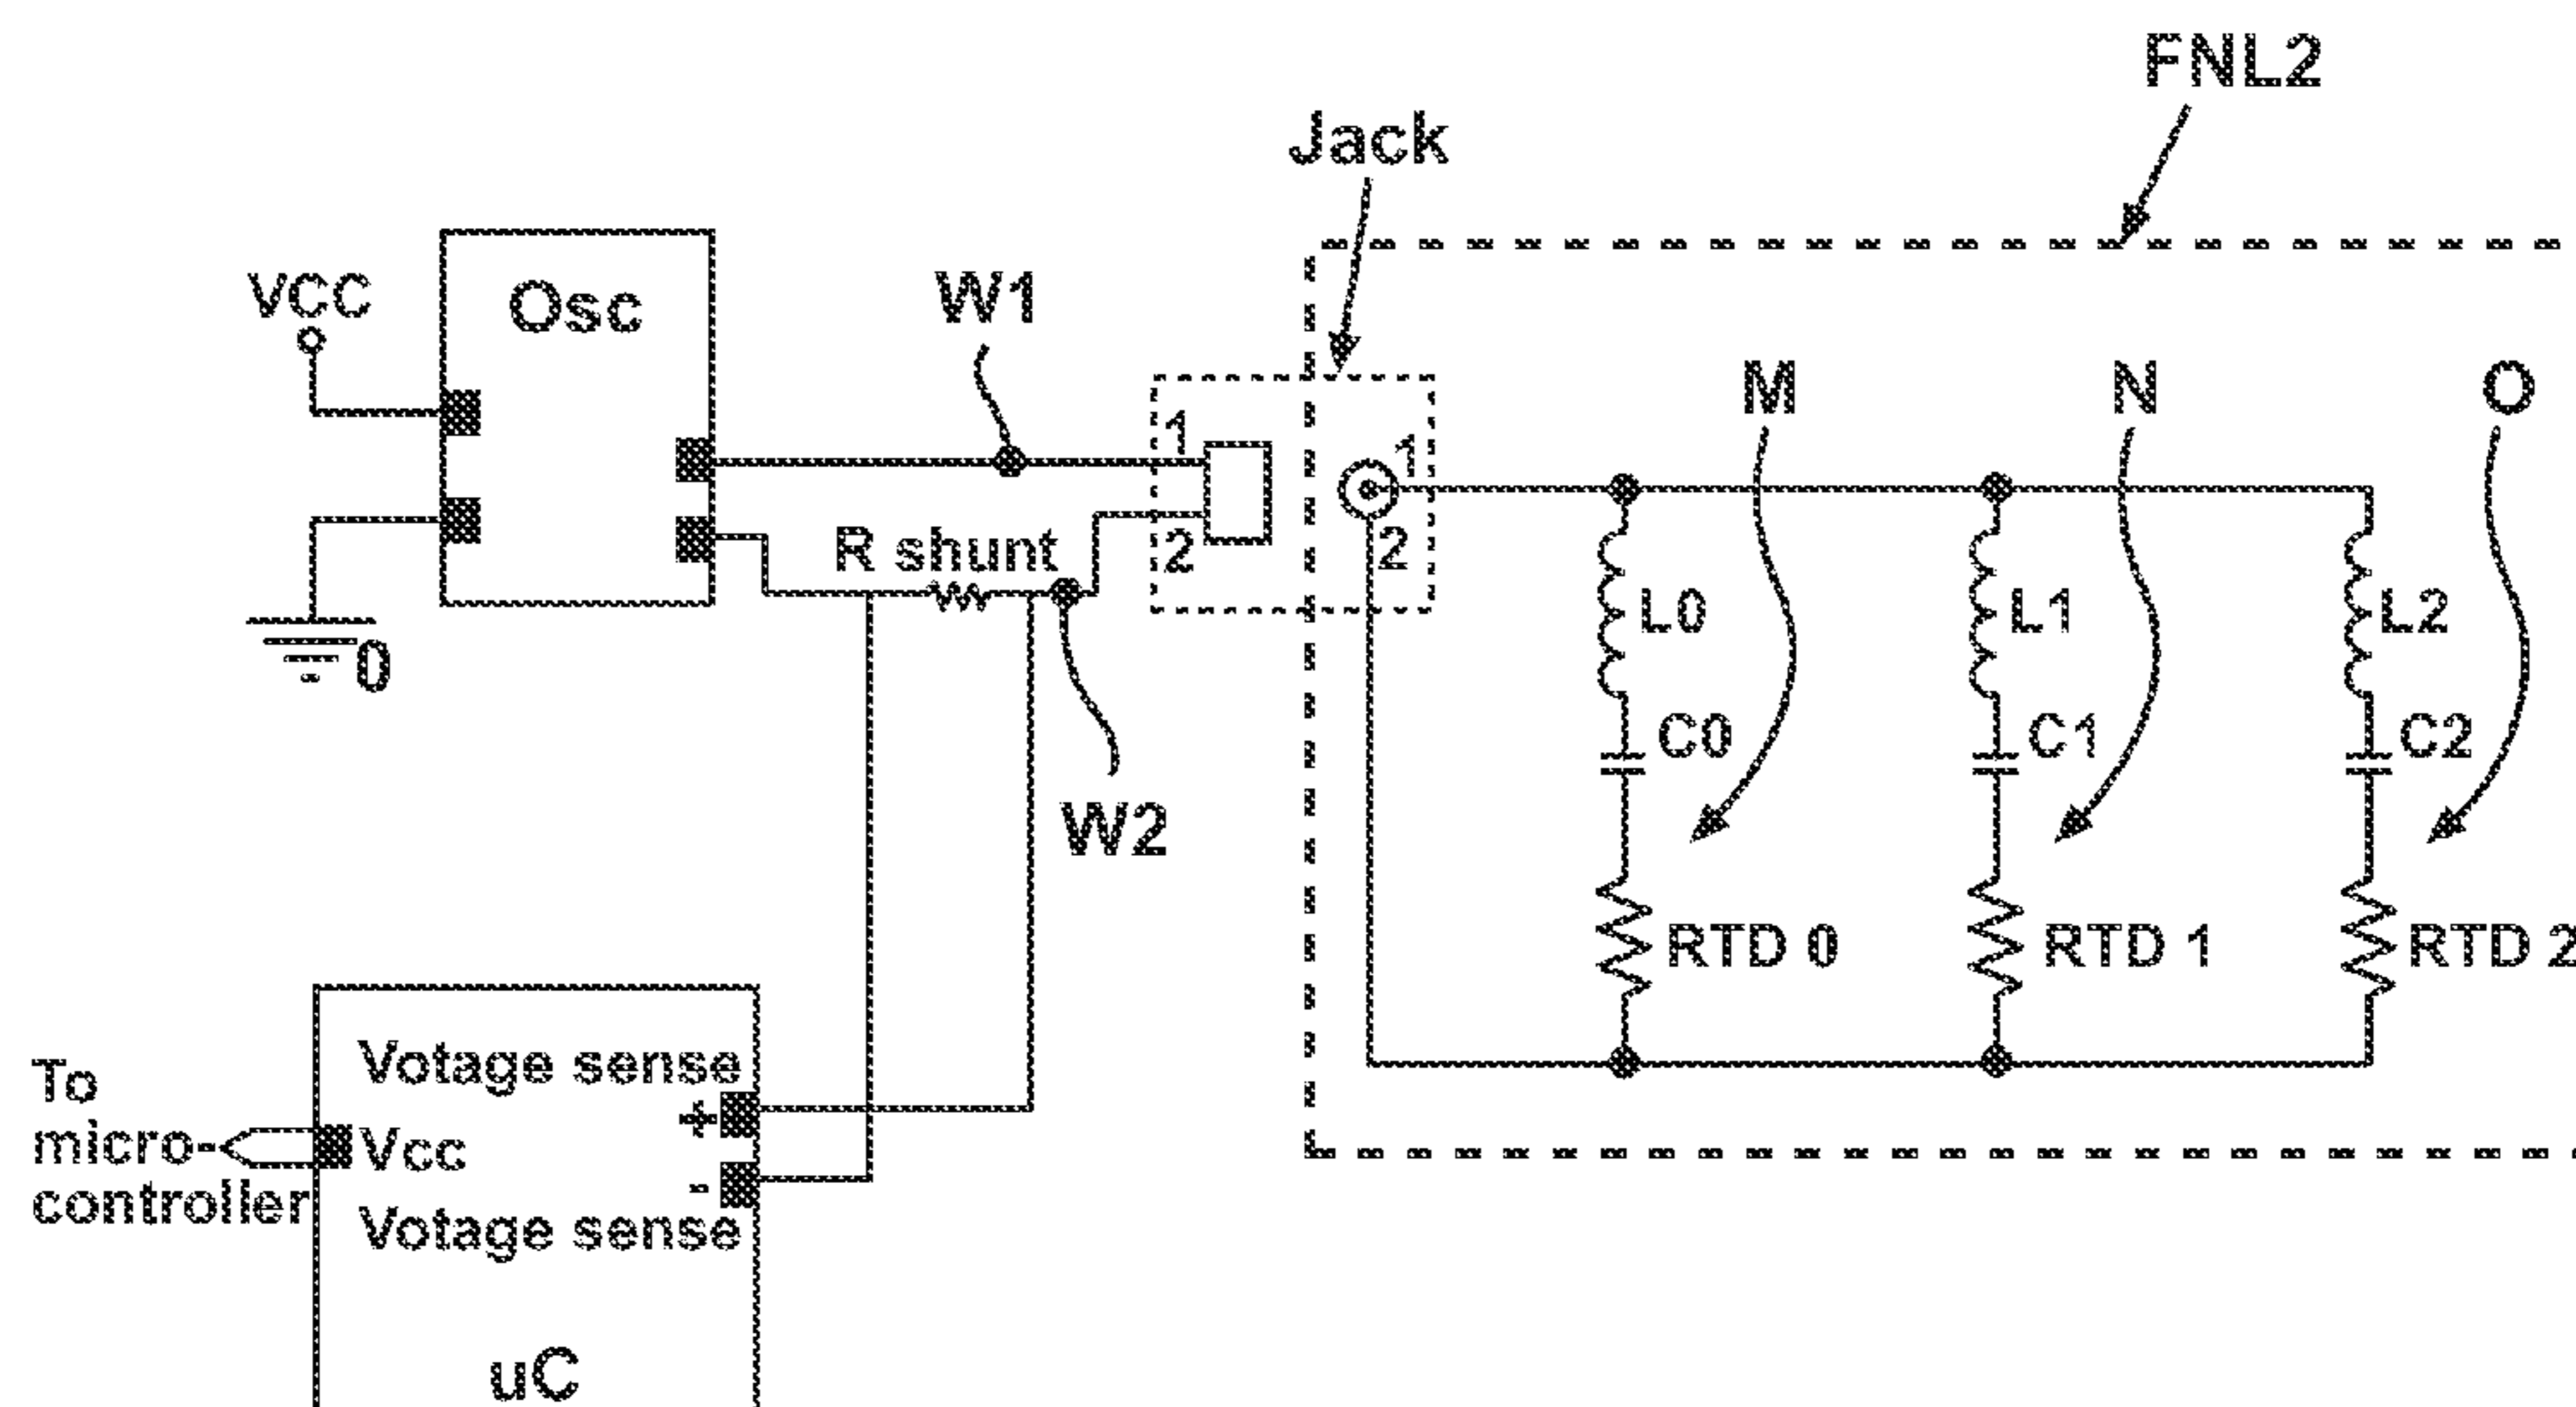 FNL2
Jack
VCC
Osc
W1
M
N
O
1
1
R shunt
2
2
L0
L1
L2
0
C0
C1
C2
W2
RTD 0
RTD 1
RTD 2
Votage sense
To
micro-
controller
+
Vcc
-
Votage sense
uC